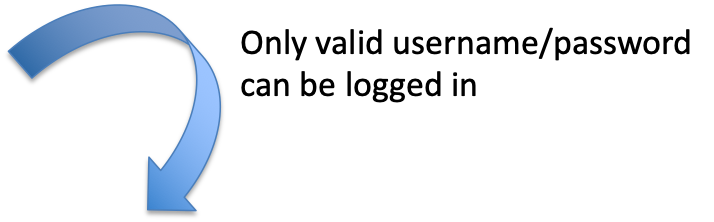 Only valid username/password
can be logged in